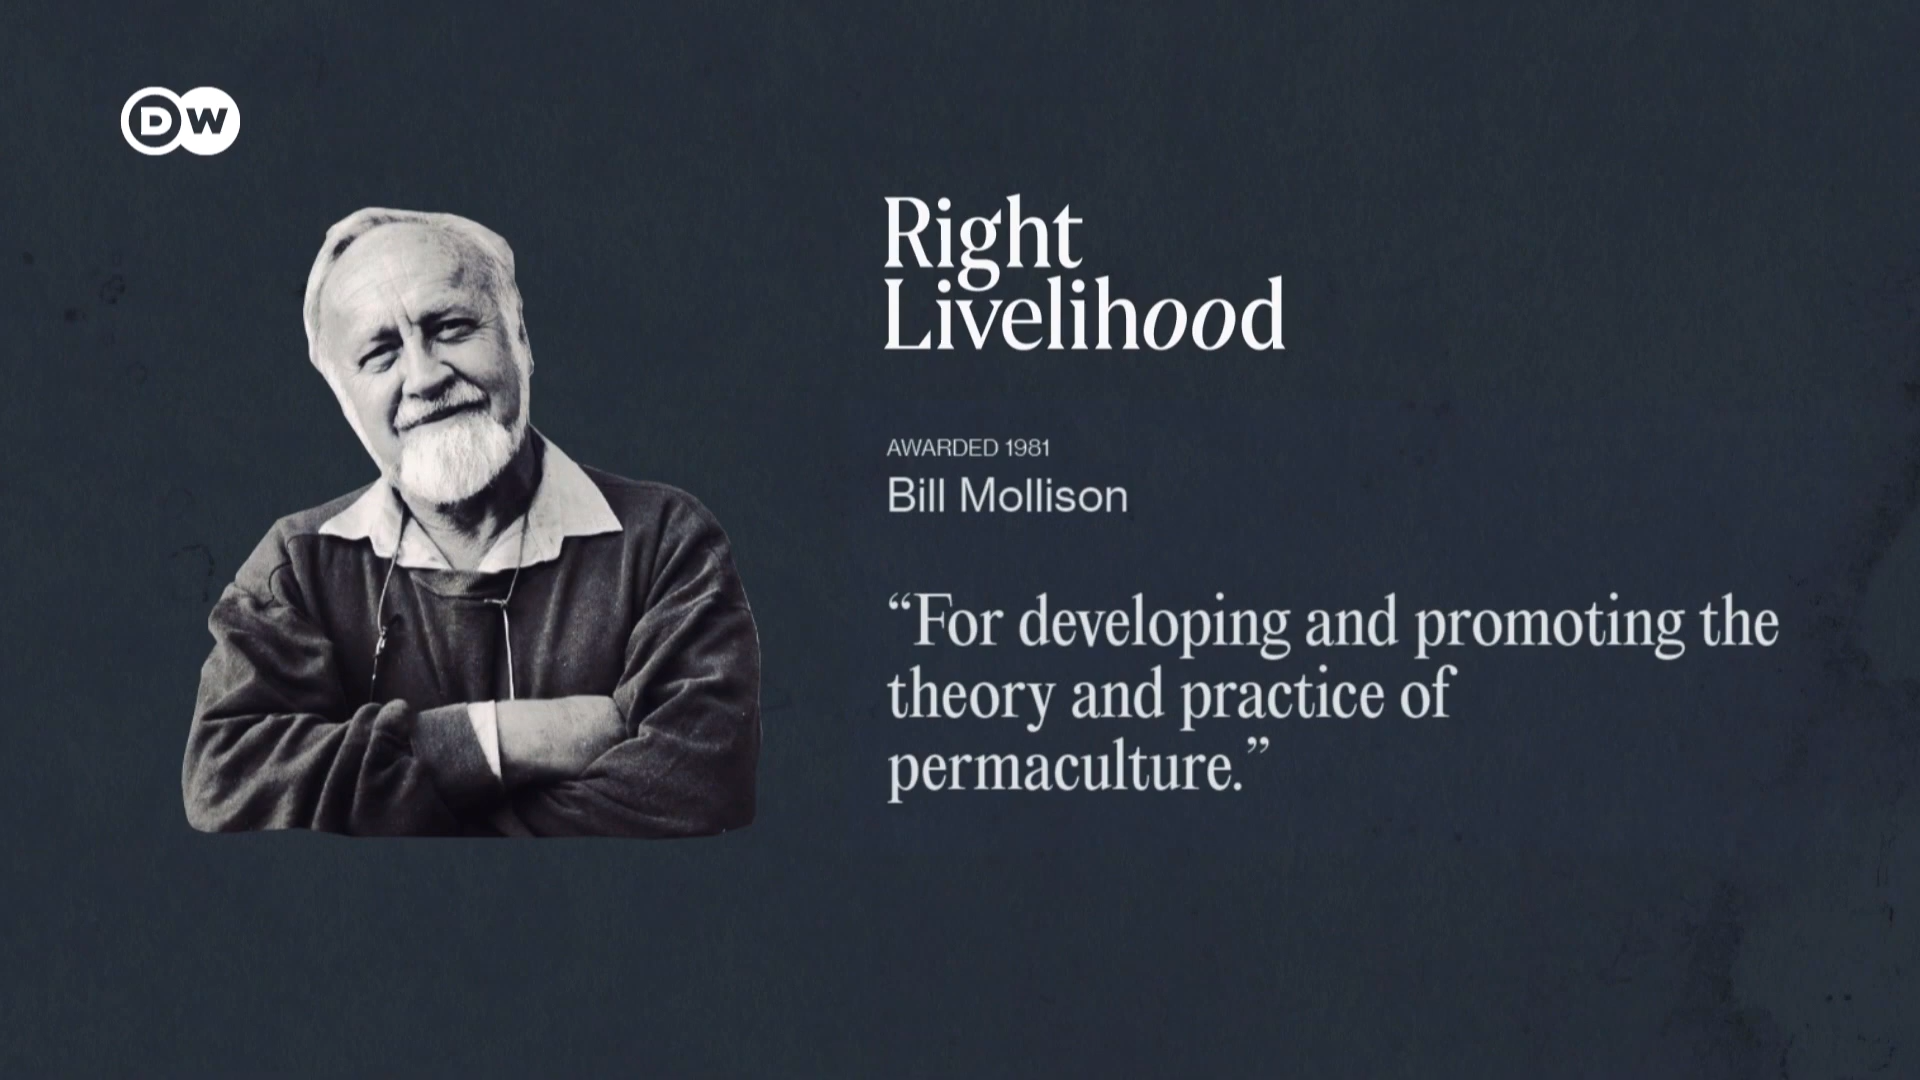 DW
Right
Livelihood
AWARDED 1981
Bill Mollison
“For developing and promoting the
theory and practice of
permaculture.”